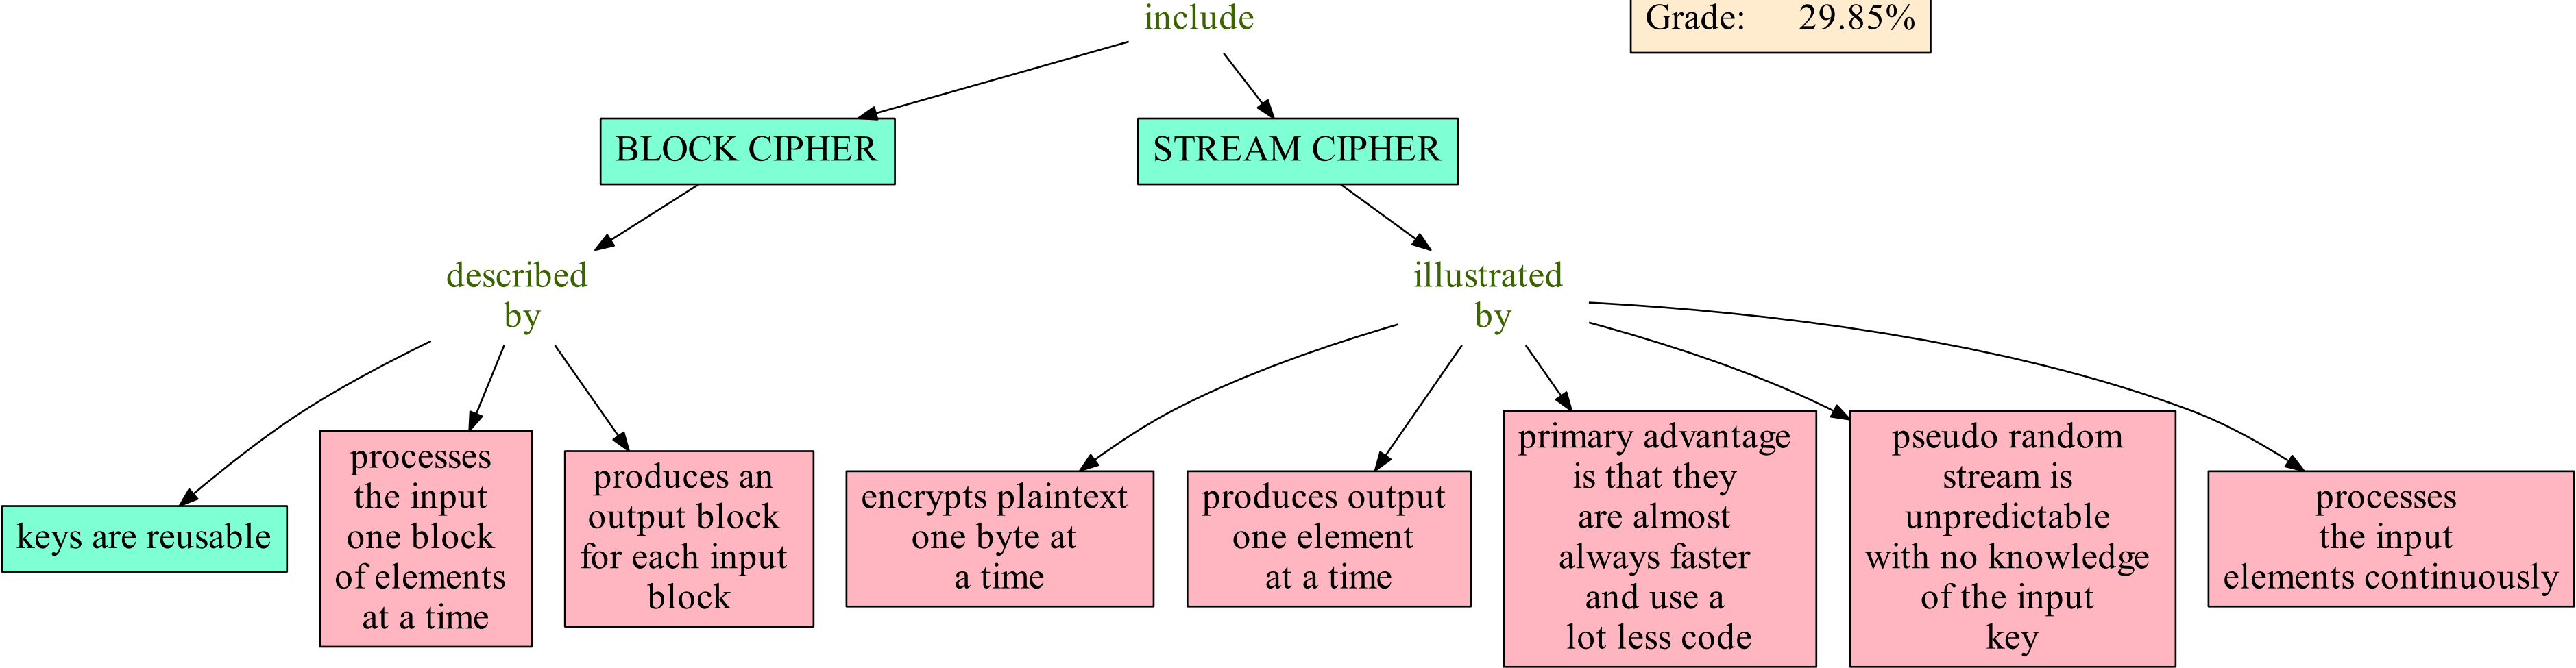 include
Grade: 29.85%
BLOCK CIPHER
STREAM CIPHER
described
by
illustrated
by
keys are reusable
processes
the input
one block
of elements
at a time
produces an
output block
for each input
block
encrypts plaintext
one byte at
a time
produces output
one element
at a time
primary advantage
is that they
are almost
always faster
and use a
lot less code
pseudo random
stream is
unpredictable
with no knowledge
of the input
key
processes
the input
elements continuously